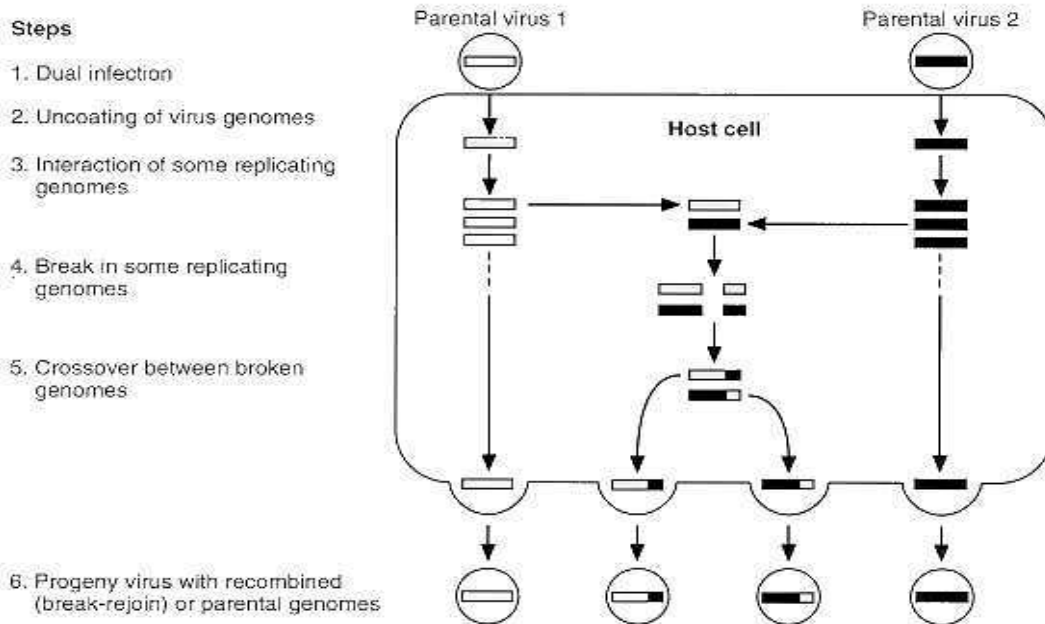 Parental virus 1
Parental virus 2
Steps
1. Dual infection
2. Uncoating of virus genomes
Host cell
3. Interaction of some replicating
genomes
4. Break in some replicating
genomes
5. Crossover between broken
genomes
6. Progeny virus with recombined
(break-rejoin) or parental genomes